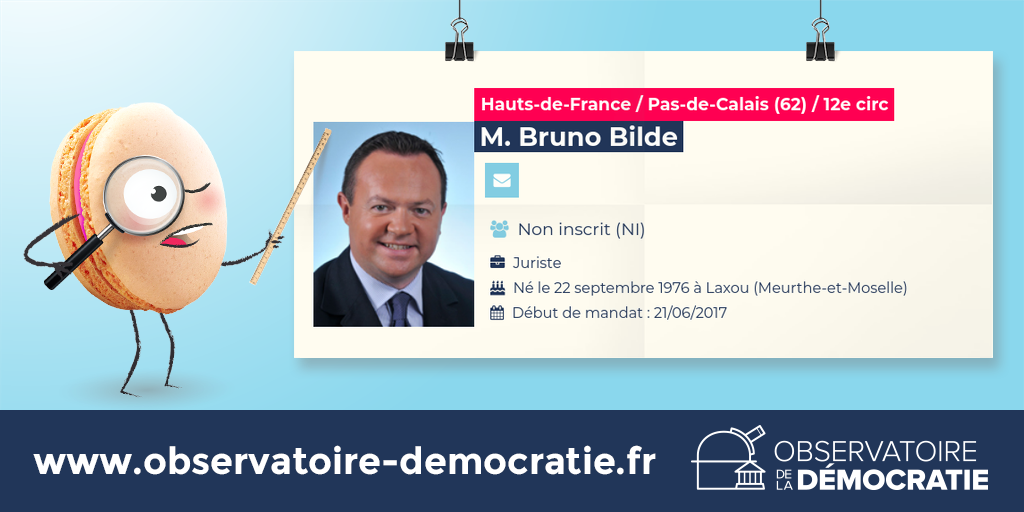 Hauts-de-France / Pas-de-Calais (62) / 12e circ
M. Bruno Bilde
Non inscrit (NI)
Juriste
Né le 22 septembre 1976 à Laxou (Meurthe-et-Moselle)
Début de mandat : 21/06/2017
www.observatoire-democratie.fr
OBSERVATOIRE
DE LA DÉMOCRATIE